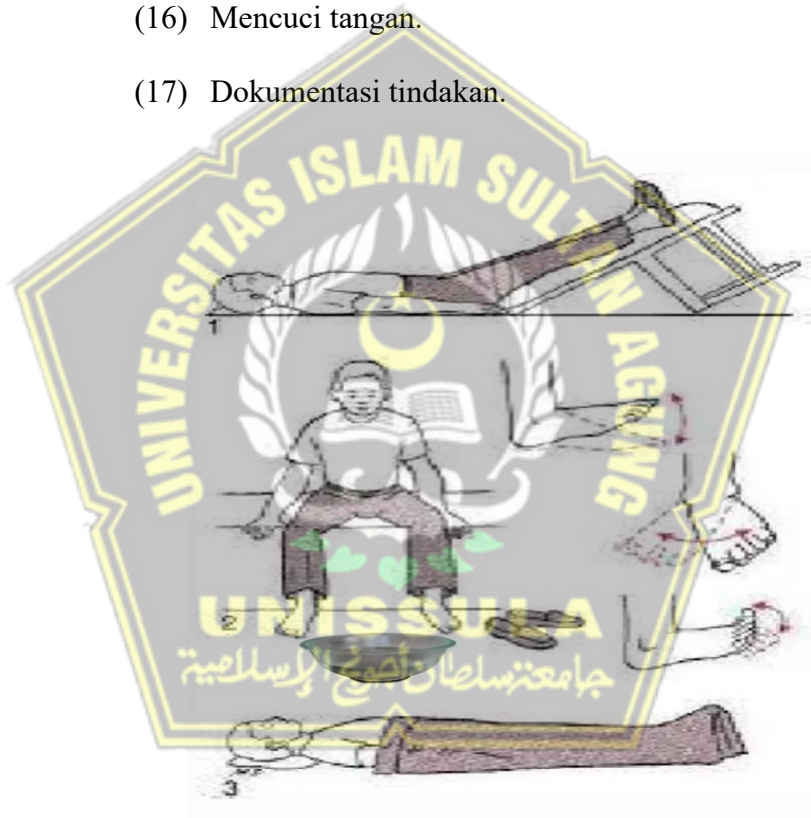 (16) Mencuci tangan.
(17) Dokumentasi tindakan.
UNIVERSITAS ISLAM SULTAN AGUNG
1
2
UNISSULA
جامعة سلطان أجونج الإسلامية
3